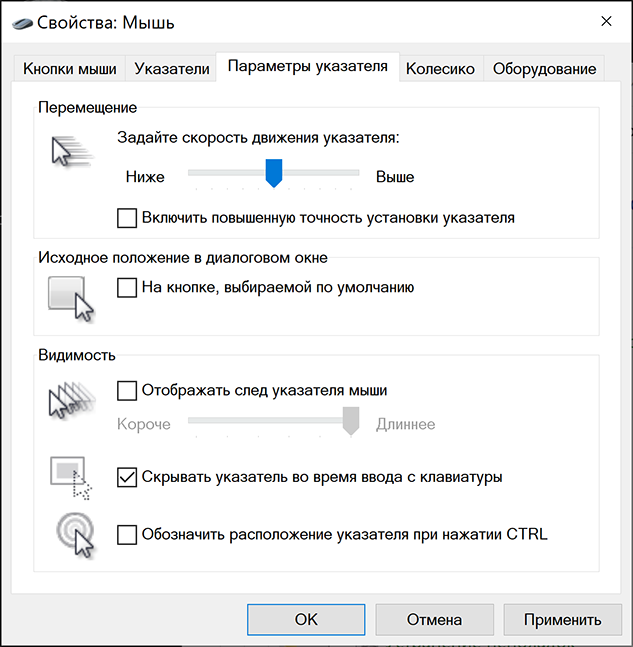 Свойства: Мышь
Кнопки мыши Указатели Параметры указателя Колесико Оборудование
Перемещение
Задайте скорость движения указателя:
Ниже Выше
Включить повышенную точность установки указателя
Исходное положение в диалоговом окне
На кнопке, выбираемой по умолчанию
Видимость
Отображать след указателя мыши
Короче Длиннее
Скрывать указатель во время ввода с клавиатуры
Обозначить расположение указателя при нажатии CTRL
OK Отмена Применить